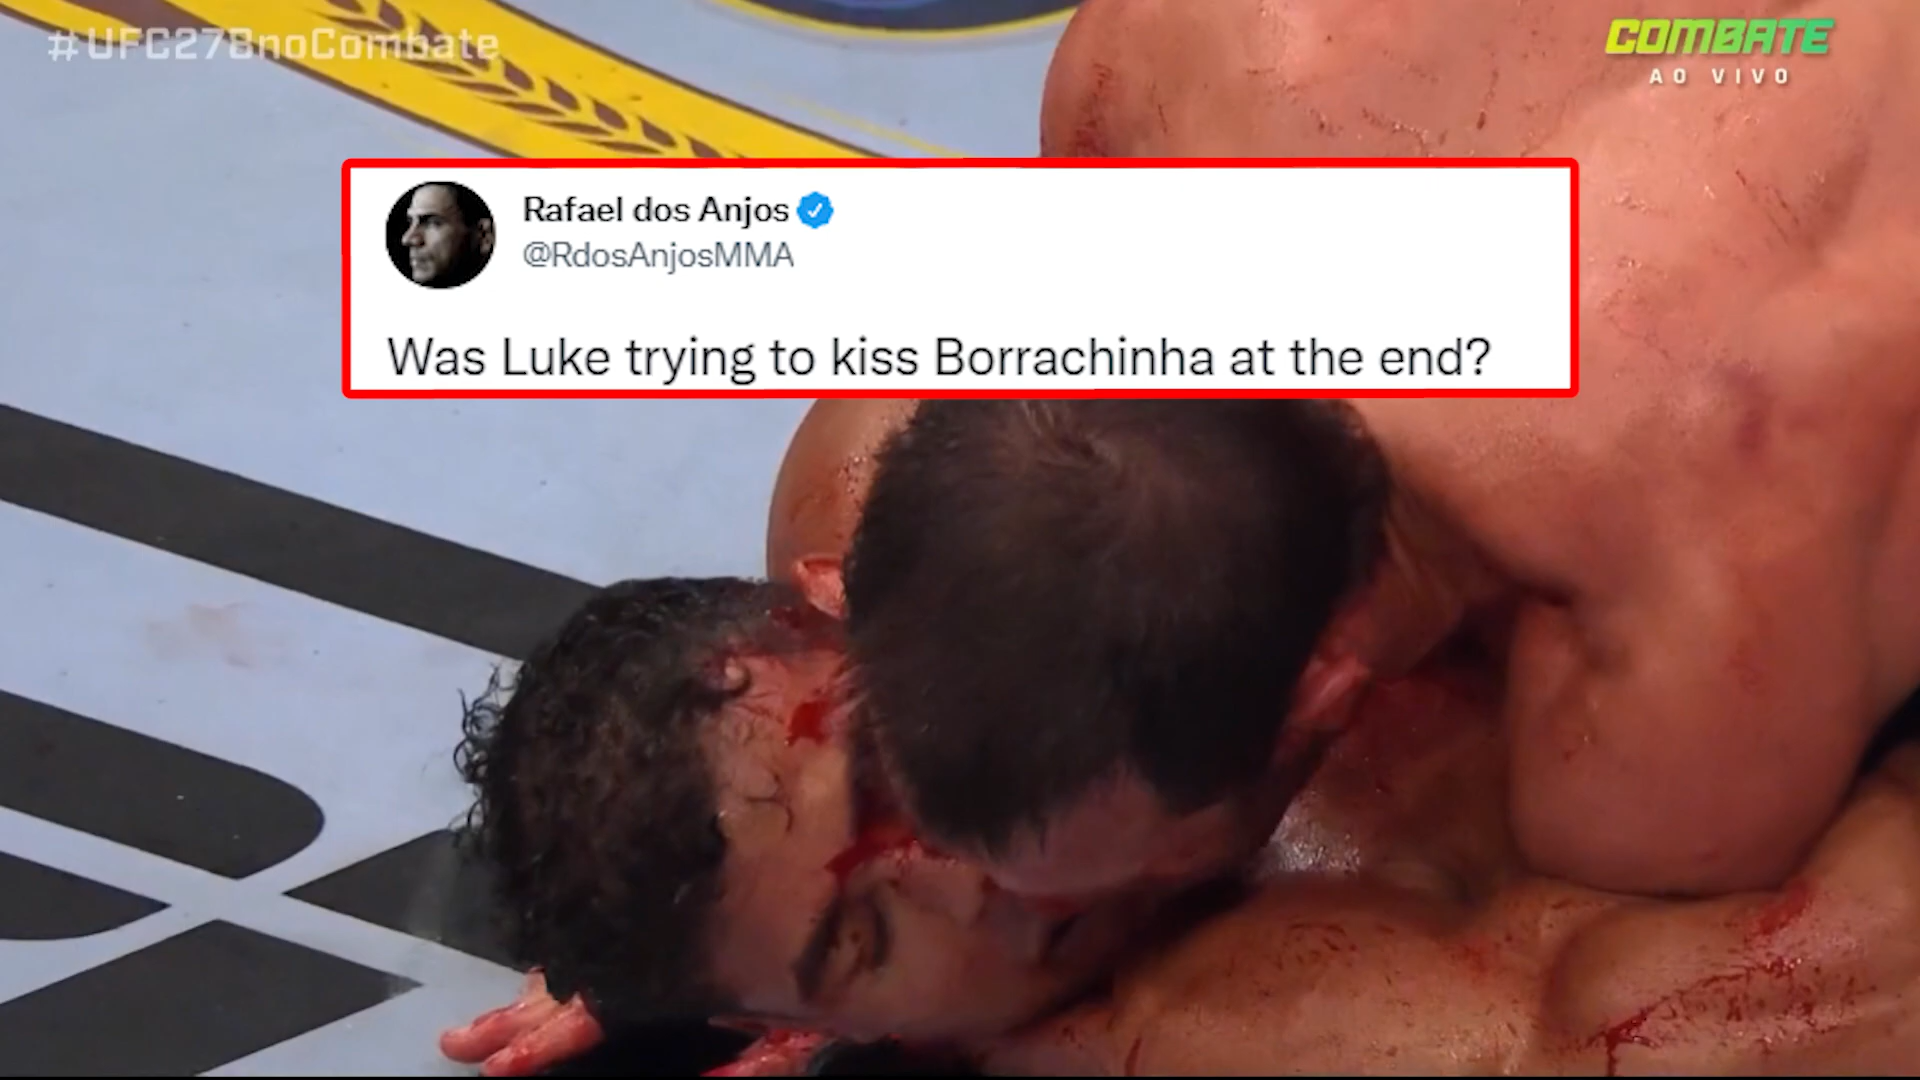 #UFC278noCombate
COMBATE
AO VIVO
Rafael dos Anjos
@RdosAnjosMMA
Was Luke trying to kiss Borrachinha at the end?